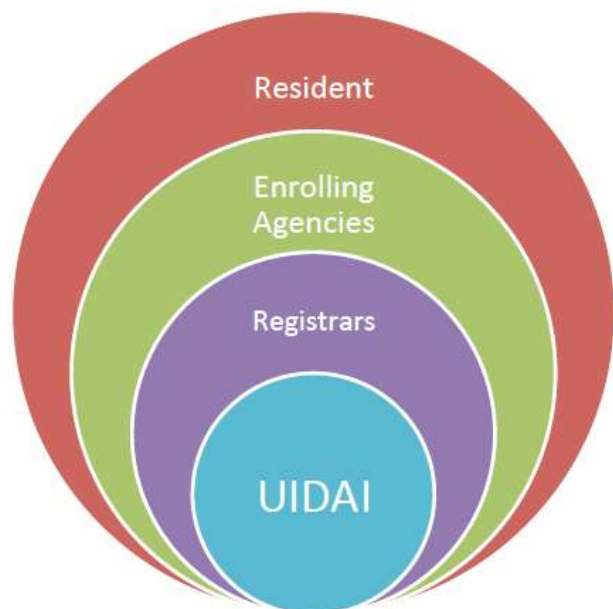 Resident
Enrolling
Agencies
Registrars
UIDAI